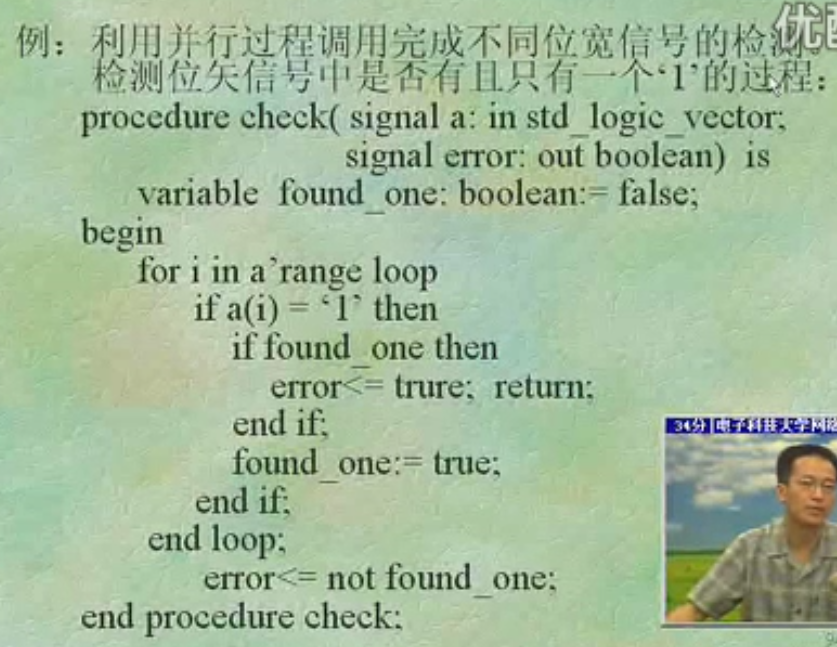 例：利用并行过程调用完成不同位宽信号的检测
检测位矢信号中是否有且只有一个‘1’的过程：
procedure check( signal a: in std_logic_vector;
signal error: out boolean) is
variable found_one: boolean:= false;
begin
for i in a’range loop
if a(i) = ‘1’ then
if found_one then
error<= trure; return;
end if;
found_one:= true;
end if;
end loop;
error<= not found_one;
end procedure check;
34分 电子科技大学网络